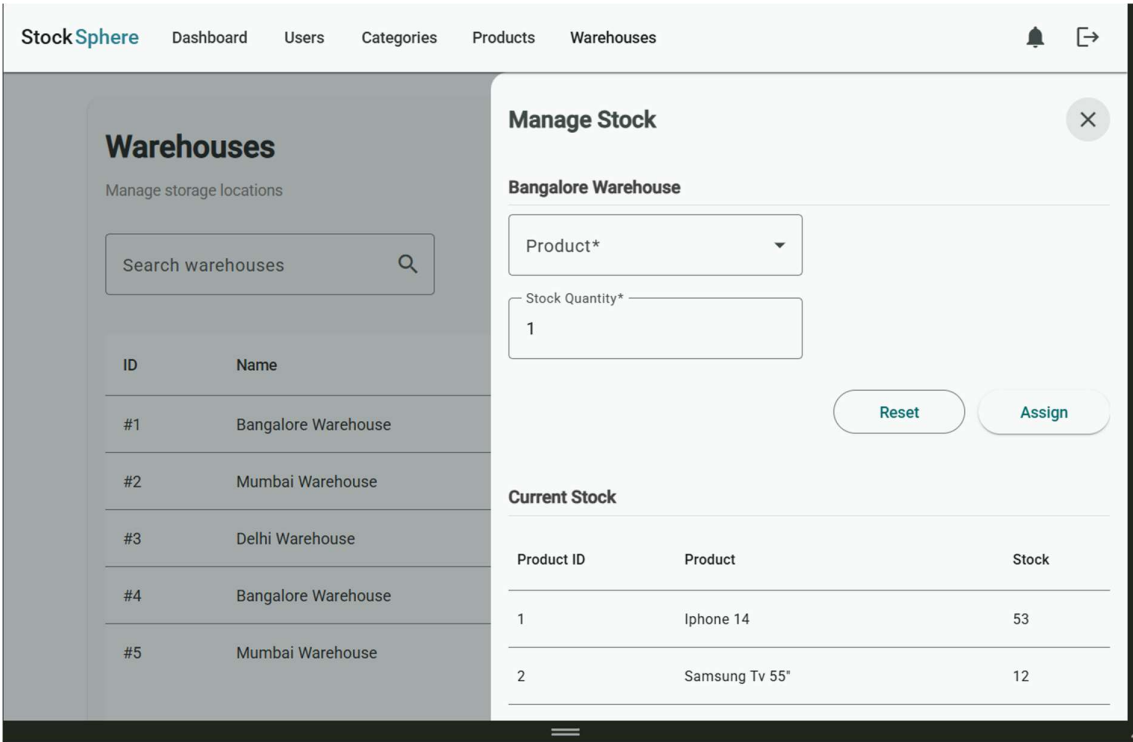 StockSphere Dashboard Users Categories Products Warehouses
Warehouses
Manage storage locations
Search warehouses
ID Name
#1 Bangalore Warehouse
#2 Mumbai Warehouse
#3 Delhi Warehouse
#4 Bangalore Warehouse
#5 Mumbai Warehouse
Manage Stock
Bangalore Warehouse
Product*
Stock Quantity*
1
Reset Assign
Current Stock
Product ID Product Stock
1 Iphone 14 53
2 Samsung Tv 55" 12